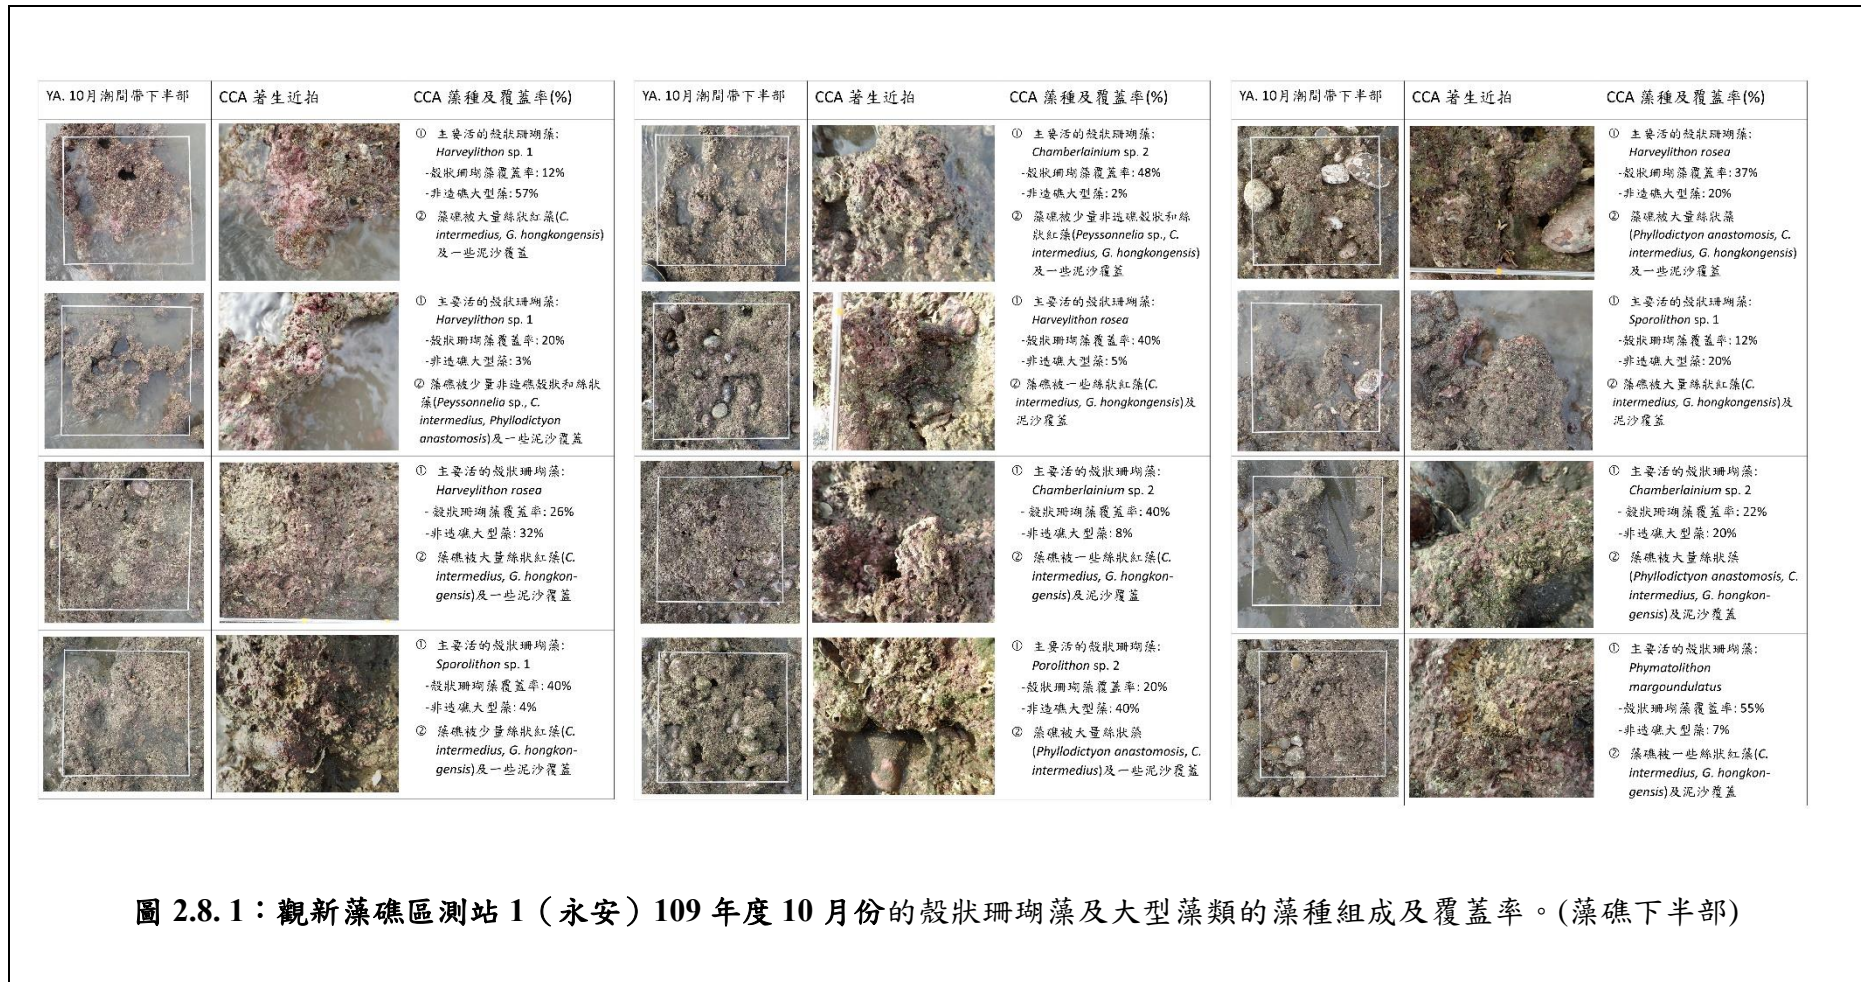 YA. 10月潮間帶下半部
CCA 著生近拍
CCA 藻種及覆蓋率(%)
① 主要活的殼狀珊瑚藻:
Harveylithon sp. 1
-殼狀珊瑚藻覆蓋率: 12%
-非造礁大型藻: 57%
② 藻礁被大量絲狀紅藻(C.
intermedius, G. hongkongensis)
及一些泥沙覆蓋
① 主要活的殼狀珊瑚藻:
Harveylithon sp. 1
-殼狀珊瑚藻覆蓋率: 20%
-非造礁大型藻: 3%
② 藻礁被少量非造礁殼狀和絲狀
藻(Peyssonnelia sp., C.
intermedius, Phyllodictyon
anastomosis)及一些泥沙覆蓋
① 主要活的殼狀珊瑚藻:
Harveylithon rosea
- 殼狀珊瑚藻覆蓋率: 26%
-非造礁大型藻: 32%
② 藻礁被大量絲狀紅藻(C.
intermedius, G. hongkon-
gensis)及一些泥沙覆蓋
① 主要活的殼狀珊瑚藻:
Sporolithon sp. 1
-殼狀珊瑚藻覆蓋率: 40%
-非造礁大型藻: 4%
② 藻礁被少量絲狀紅藻(C.
intermedius, G. hongkon-
gensis)及一些泥沙覆蓋
YA. 10月潮間帶下半部
CCA 著生近拍
CCA 藻種及覆蓋率(%)
① 主要活的殼狀珊瑚藻:
Chamberlainium sp. 2
-殼狀珊瑚藻覆蓋率: 48%
-非造礁大型藻: 2%
② 藻礁被少量非造礁殼狀和絲
狀紅藻(Peyssonnelia sp., C.
intermedius, G. hongkongensis)
及一些泥沙覆蓋
① 主要活的殼狀珊瑚藻:
Harveylithon rosea
-殼狀珊瑚藻覆蓋率: 40%
-非造礁大型藻: 5%
② 藻礁被一些絲狀紅藻(C.
intermedius, G. hongkongensis)及
泥沙覆蓋
① 主要活的殼狀珊瑚藻:
Chamberlainium sp. 2
- 殼狀珊瑚藻覆蓋率: 40%
-非造礁大型藻: 8%
② 藻礁被一些絲狀紅藻(C.
intermedius, G. hongkon-
gensis)及泥沙覆蓋
① 主要活的殼狀珊瑚藻:
Porolithon sp. 2
-殼狀珊瑚藻覆蓋率: 20%
-非造礁大型藻: 40%
② 藻礁被大量絲狀藻
(Phyllodictyon anastomosis, C.
intermedius)及一些泥沙覆蓋
YA. 10月潮間帶下半部
CCA 著生近拍
CCA 藻種及覆蓋率(%)
① 主要活的殼狀珊瑚藻:
Harveylithon rosea
-殼狀珊瑚藻覆蓋率: 37%
-非造礁大型藻: 20%
② 藻礁被大量絲狀藻
(Phyllodictyon anastomosis, C.
intermedius, G. hongkongensis)
及一些泥沙覆蓋
① 主要活的殼狀珊瑚藻:
Sporolithon sp. 1
-殼狀珊瑚藻覆蓋率: 12%
-非造礁大型藻: 20%
② 藻礁被大量絲狀紅藻(C.
intermedius, G. hongkongensis)及
泥沙覆蓋
① 主要活的殼狀珊瑚藻:
Chamberlainium sp. 2
- 殼狀珊瑚藻覆蓋率: 22%
-非造礁大型藻: 20%
② 藻礁被大量絲狀藻
(Phyllodictyon anastomosis, C.
intermedius, G. hongkon-
gensis)及泥沙覆蓋
① 主要活的殼狀珊瑚藻:
Phymatolithon
margoundulatus
-殼狀珊瑚藻覆蓋率: 55%
-非造礁大型藻: 7%
② 藻礁被一些絲狀紅藻(C.
intermedius, G. hongkon-
gensis)及泥沙覆蓋
圖 2.8. 1：觀新藻礁區測站 1（永安）109 年度 10 月份的殼狀珊瑚藻及大型藻類的藻種組成及覆蓋率。(藻礁下半部)